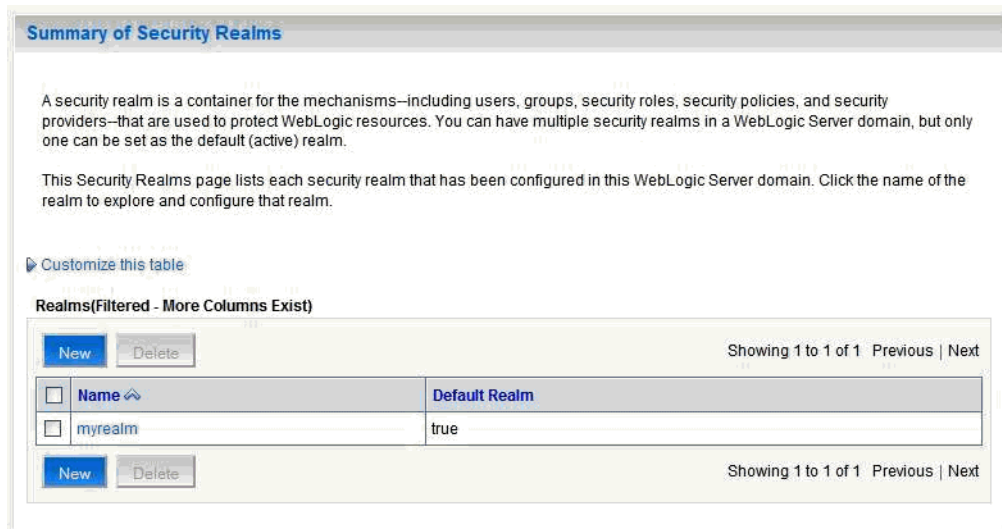 Summary of Security Realms
A security realm is a container for the mechanisms--including users, groups, security roles, security policies, and security
providers--that are used to protect WebLogic resources. You can have multiple security realms in a WebLogic Server domain, but only
one can be set as the default (active) realm.
This Security Realms page lists each security realm that has been configured in this WebLogic Server domain. Click the name of the
realm to explore and configure that realm.
Customize this table
Realms(Filtered - More Columns Exist)
New Delete Showing 1 to 1 of 1 Previous | Next
Name Default Realm
myrealm true
New Delete Showing 1 to 1 of 1 Previous | Next